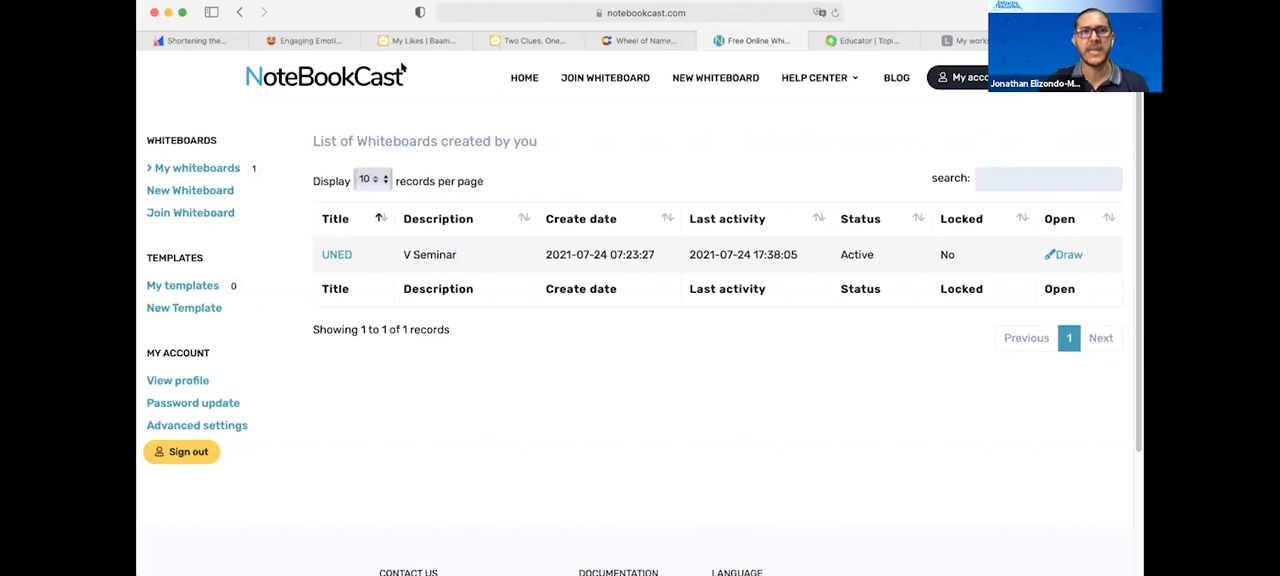 notebookcast.com
Shortening the...
Engaging Emoti...
My Likes | Baam...
Two Clues. One...
Wheel of Name...
Free Online Whi...
Educator | Topi...
My work
ENGLISH TEACHING
Jonathan Elizondo-M...
NoteBookCast
HOME
JOIN WHITEBOARD
NEW WHITEBOARD
HELP CENTER
BLOG
My acco
WHITEBOARDS
My whiteboards 1
New Whiteboard
Join Whiteboard
TEMPLATES
My templates 0
New Template
MY ACCOUNT
View profile
Password update
Advanced settings
Sign out
List of Whiteboards created by you
Display 10 records per page
search:
Title Description Create date Last activity Status Locked Open
UNED V Seminar 2021-07-24 07:23:27 2021-07-24 17:38:05 Active No Draw
Title Description Create date Last activity Status Locked Open
Showing 1 to 1 of 1 records
Previous 1 Next
CONTACT US
DOCUMENTATION
LANGUAGE